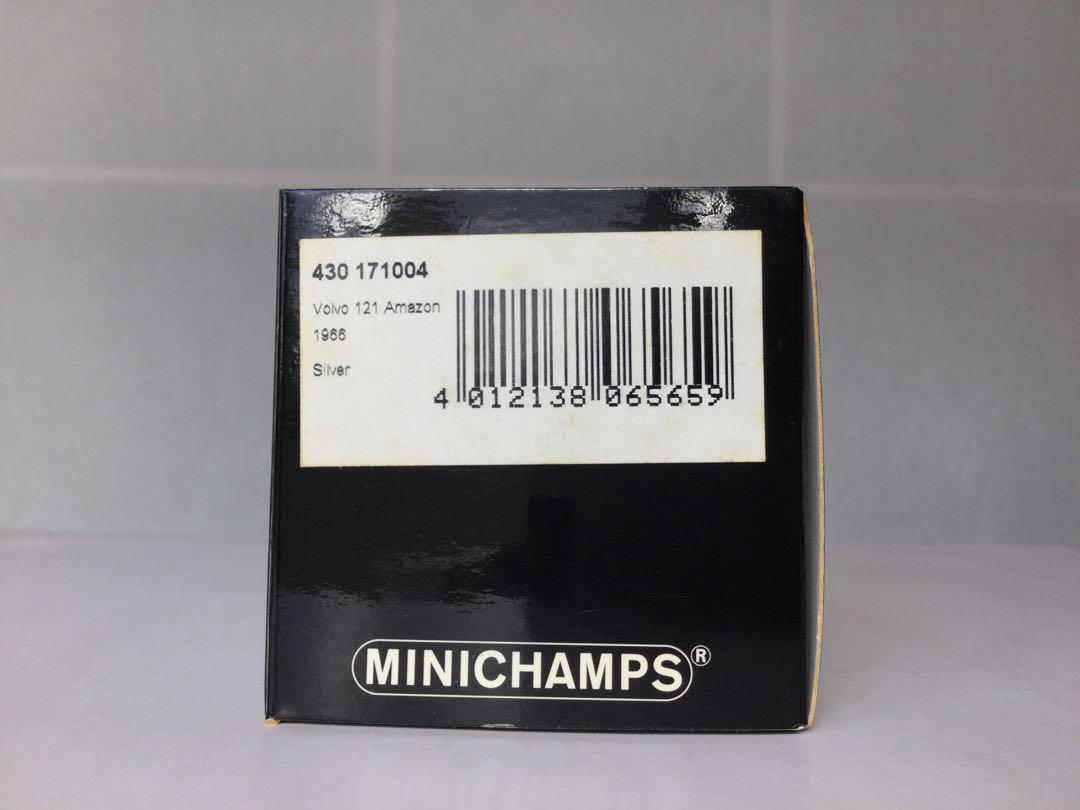 430 171004
Volvo 121 Amazon
1966
Silver
4 012138 065659
MINICHAMPS®